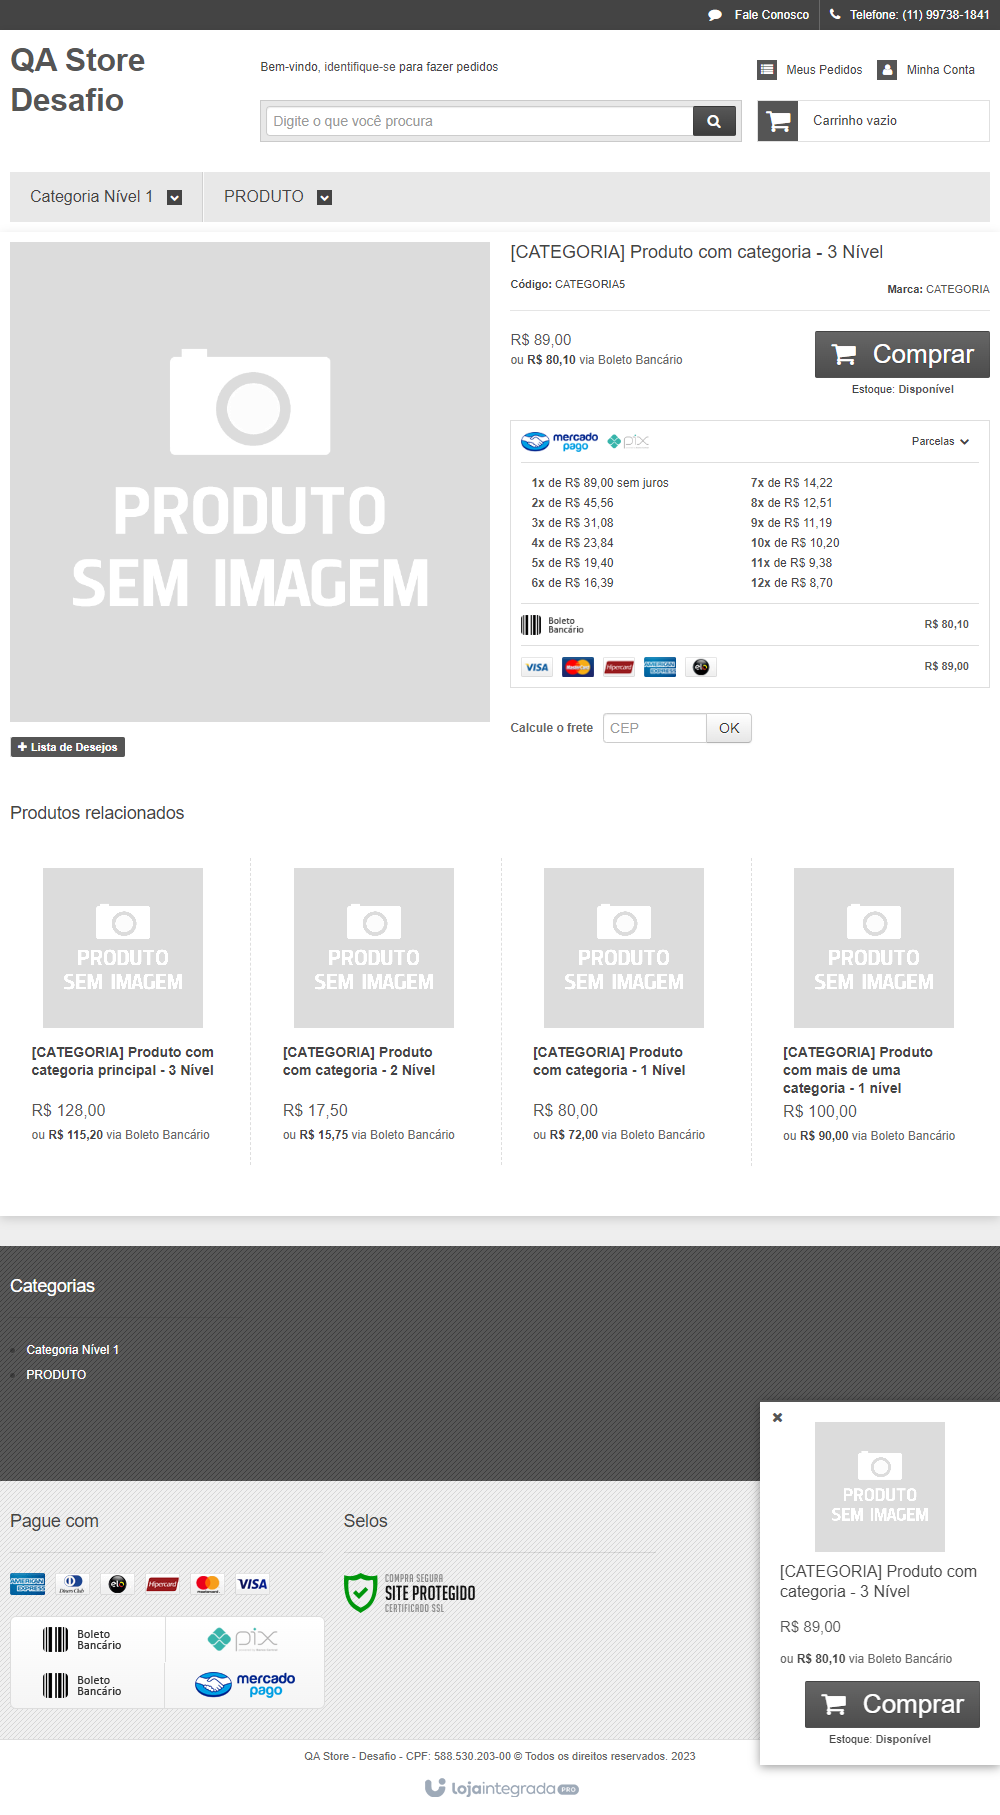 Fale Conosco
Telefone: (11) 99738-1841
QA Store
Desafio
Bem-vindo, identifique-se para fazer pedidos
Meus Pedidos
Minha Conta
Digite o que você procura
Carrinho vazio
Categoria Nível 1
PRODUTO
PRODUTO
SEM IMAGEM
Lista de Desejos
[CATEGORIA] Produto com categoria - 3 Nível
Código: CATEGORIA5
Marca: CATEGORIA
R$ 89,00
ou R$ 80,10 via Boleto Bancário
Comprar
Estoque: Disponível
mercado
pago
pix
Parcelas
1x de R$ 89,00 sem juros
2x de R$ 45,56
3x de R$ 31,08
4x de R$ 23,84
5x de R$ 19,40
6x de R$ 16,39
7x de R$ 14,22
8x de R$ 12,51
9x de R$ 11,19
10x de R$ 10,20
11x de R$ 9,38
12x de R$ 8,70
Boleto
Bancário
R$ 80,10
VISA
MasterCard
Hipercard
AMERICAN
EXPRESS
elo
R$ 89,00
Calcule o frete
CEP
OK
Produtos relacionados
PRODUTO
SEM IMAGEM
[CATEGORIA] Produto com
categoria principal - 3 Nível
R$ 128,00
ou R$ 115,20 via Boleto Bancário
PRODUTO
SEM IMAGEM
[CATEGORIA] Produto
com categoria - 2 Nível
R$ 17,50
ou R$ 15,75 via Boleto Bancário
PRODUTO
SEM IMAGEM
[CATEGORIA] Produto
com categoria - 1 Nível
R$ 80,00
ou R$ 72,00 via Boleto Bancário
PRODUTO
SEM IMAGEM
[CATEGORIA] Produto
com mais de uma
categoria - 1 nível
R$ 100,00
ou R$ 90,00 via Boleto Bancário
Categorias
Categoria Nível 1
PRODUTO
Pague com
AMERICAN
EXPRESS
Diners Club
elo
Hipercard
mastercard
VISA
Boleto
Bancário
pix
Boleto
Bancário
mercado
pago
Selos
COMPRA SEGURA
SITE PROTEGIDO
CERTIFICADO SSL
PRODUTO
SEM IMAGEM
[CATEGORIA] Produto com
categoria - 3 Nível
R$ 89,00
ou R$ 80,10 via Boleto Bancário
Comprar
Estoque: Disponível
QA Store - Desafio - CPF: 588.530.203-00 © Todos os direitos reservados. 2023
lojaintegrada PRO